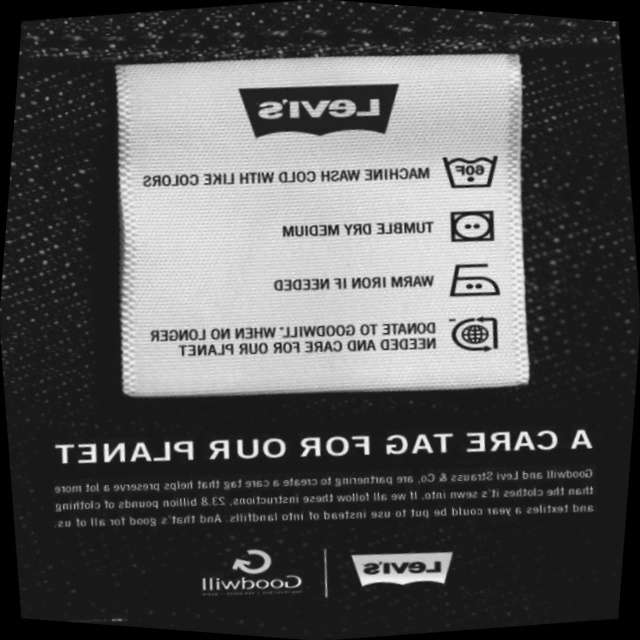 Levi's
60F
MACHINE WASH COLD WITH LIKE COLORS
TUMBLE DRY MEDIUM
WARM IRON IF NEEDED
DONATE TO GOODWILL, WHEN NO LONGER
NEEDED AND CARE FOR OUR PLANET
A CARE TAG FOR OUR PLANET
Goodwill and Levi Strauss & Co. are partnering to create a care tag that helps preserve a lot more
than the clothes it's sewn into. If we all follow these instructions, 23.8 billion pounds of clothing
and textiles a year could be put to use instead of into landfills. And that's good for all of us.
Levi's
Goodwill